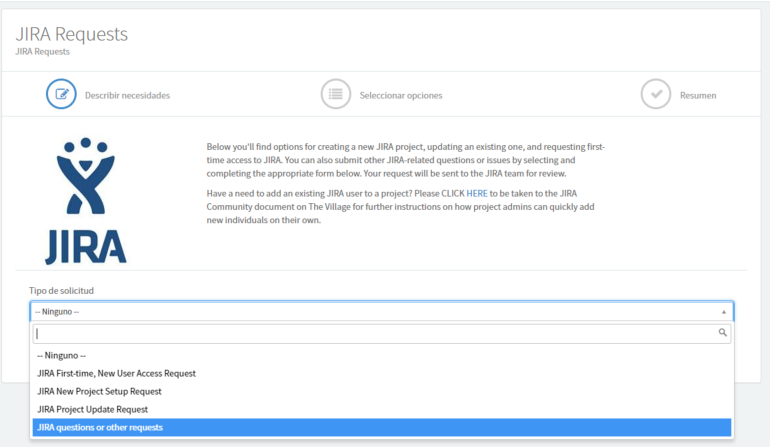 JIRA Requests
JIRA Requests
Describir necesidades
Seleccionar opciones
Resumen
JIRA
Below you'll find options for creating a new JIRA project, updating an existing one, and requesting first-
time access to JIRA. You can also submit other JIRA-related questions or issues by selecting and
completing the appropriate form below. Your request will be sent to the JIRA team for review.
Have a need to add an existing JIRA user to a project? Please CLICK HERE to be taken to the JIRA
Community document on The Village for further instructions on how project admins can quickly add
new individuals on their own.
Tipo de solicitud
-- Ninguno --
-- Ninguno --
JIRA First-time, New User Access Request
JIRA New Project Setup Request
JIRA Project Update Request
JIRA questions or other requests